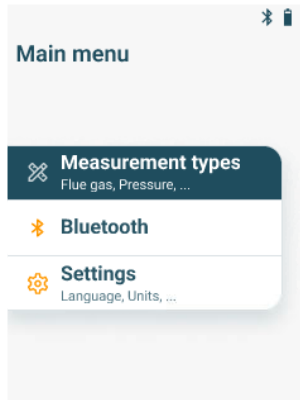 Main menu
Measurement types
Flue gas, Pressure, ...
Bluetooth
Settings
Language, Units, ...